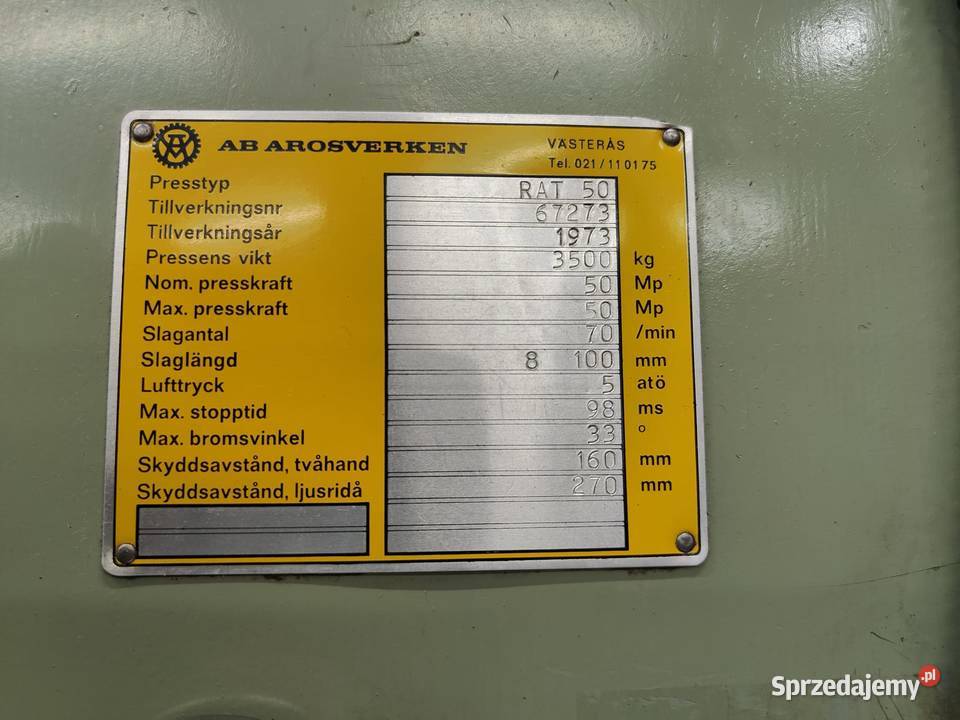 AB AROSVERKEN
VÄSTERÅS
Tel. 021/11 01 75
Presstyp RAT 50
Tillverkningsnr 67273
Tillverkningsår 1973
Pressens vikt 3500 kg
Nom. presskraft 50 Mp
Max. presskraft 50 Mp
Slagantal 70 /min
Slaglängd 8 100 mm
Lufttryck 5 atö
Max. stopptid 98 ms
Max. bromsvinkel 33 °
Skyddsavstånd, tvåhand 160 mm
Skyddsavstånd, ljusridå 270 mm
Sprzedajemy.pl